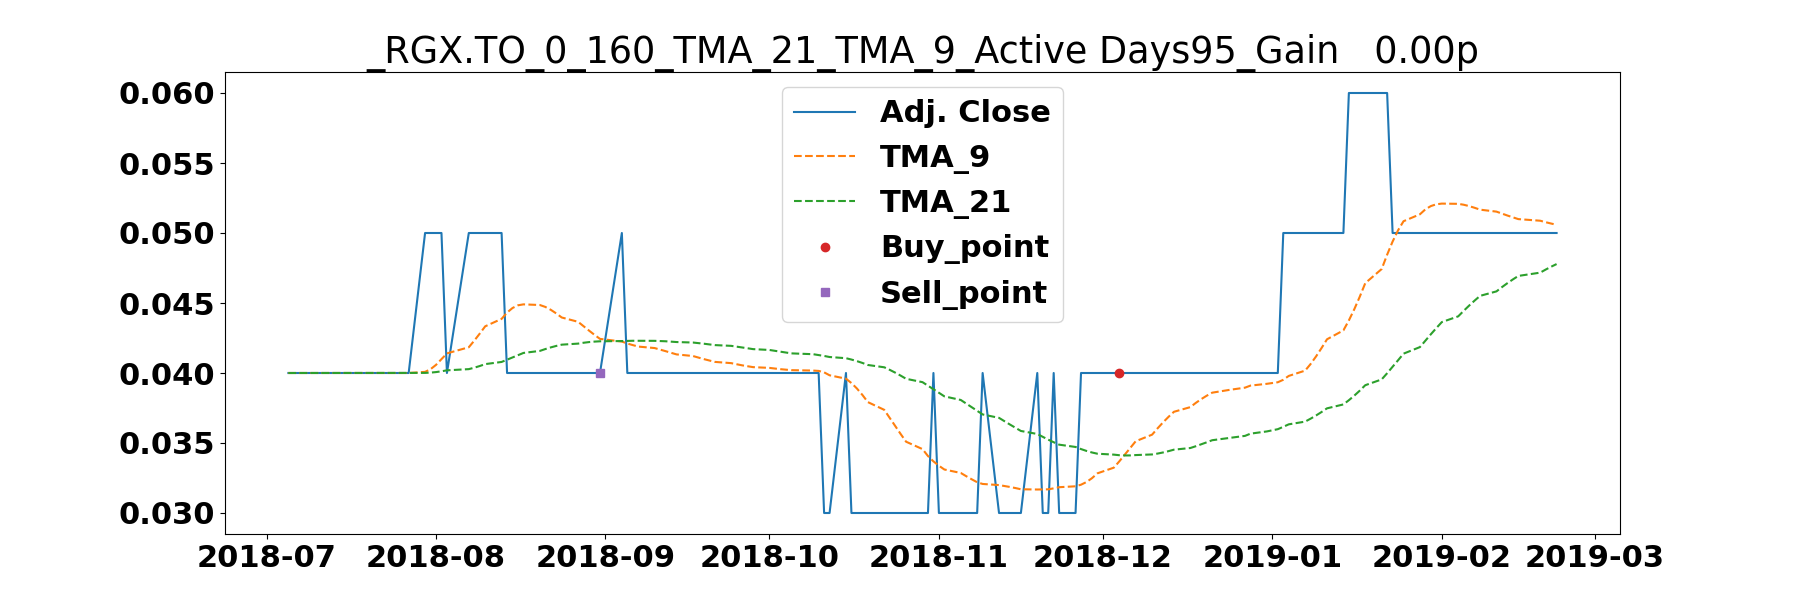 _RGX.TO_0_160_TMA_21_TMA_9_Active Days95_Gain   0.00p
0.060
0.055
0.050
0.045
0.040
0.035
0.030
Adj. Close
TMA_9
TMA_21
Buy_point
Sell_point
2018-07 2018-08 2018-09 2018-10 2018-11 2018-12 2019-01 2019-02 2019-03